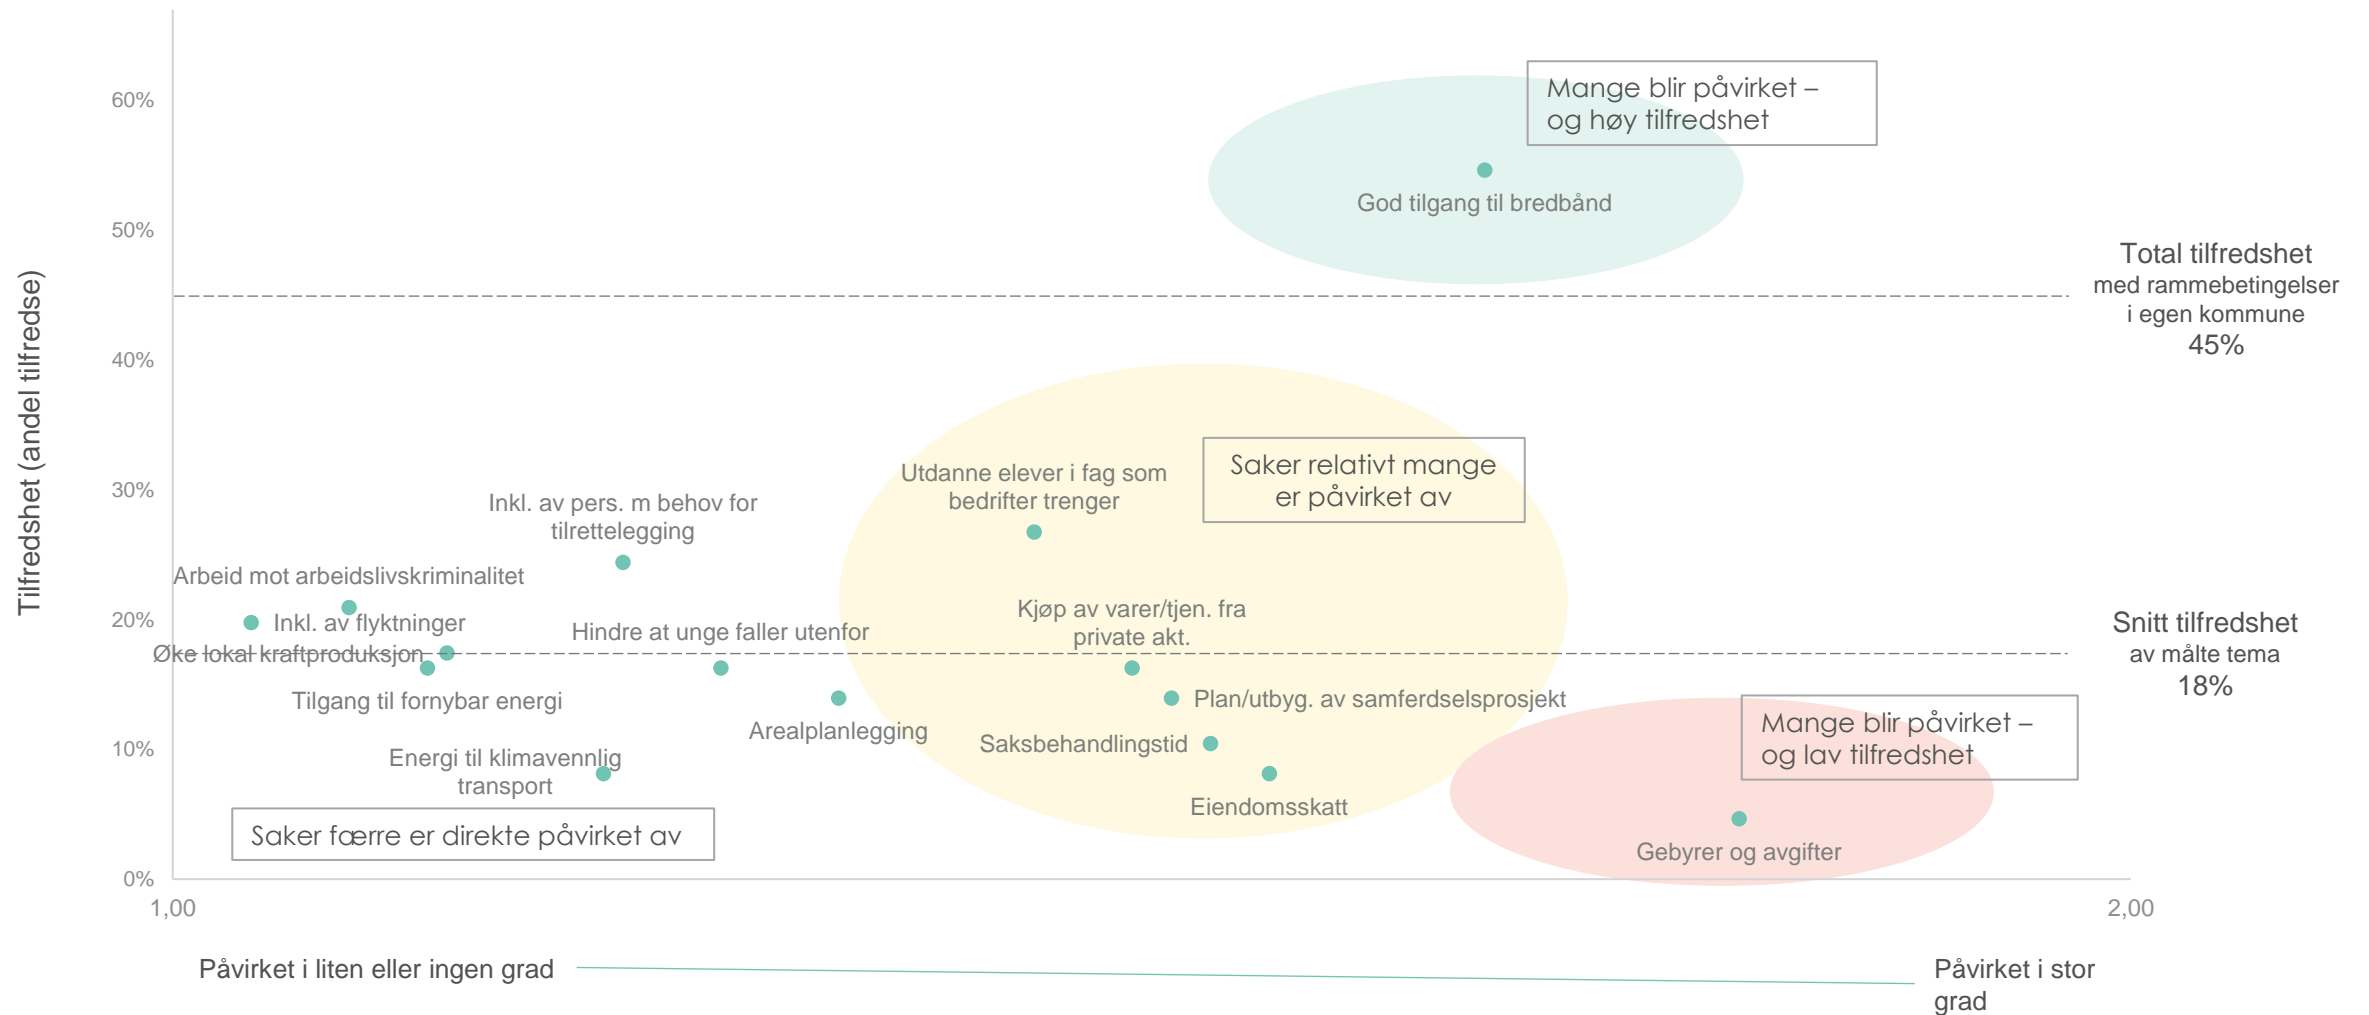 Tilfredshet (andel tilfredse)
60%
50%
40%
30%
20%
10%
0%
1,00
2,00
Mange blir påvirket –
og høy tilfredshet
God tilgang til bredbånd
Total tilfredshet
med rammebetingelser
i egen kommune
45%
Saker relativt mange
er påvirket av
Utdanne elever i fag som
bedrifter trenger
Inkl. av pers. m behov for
tilrettelegging
Arbeid mot arbeidslivskriminalitet
Inkl. av flyktninger
Hindre at unge faller utenfor
Kjøp av varer/tjen. fra
private akt.
Øke lokal kraftproduksjon
Snitt tilfredshet
av målte tema
18%
Tilgang til fornybar energi
Plan/utbyg. av samferdselsprosjekt
Arealplanlegging
Saksbehandlingstid
Mange blir påvirket –
og lav tilfredshet
Energi til klimavennlig
transport
Eiendomsskatt
Saker færre er direkte påvirket av
Gebyrer og avgifter
Påvirket i liten eller ingen grad
Påvirket i stor
grad